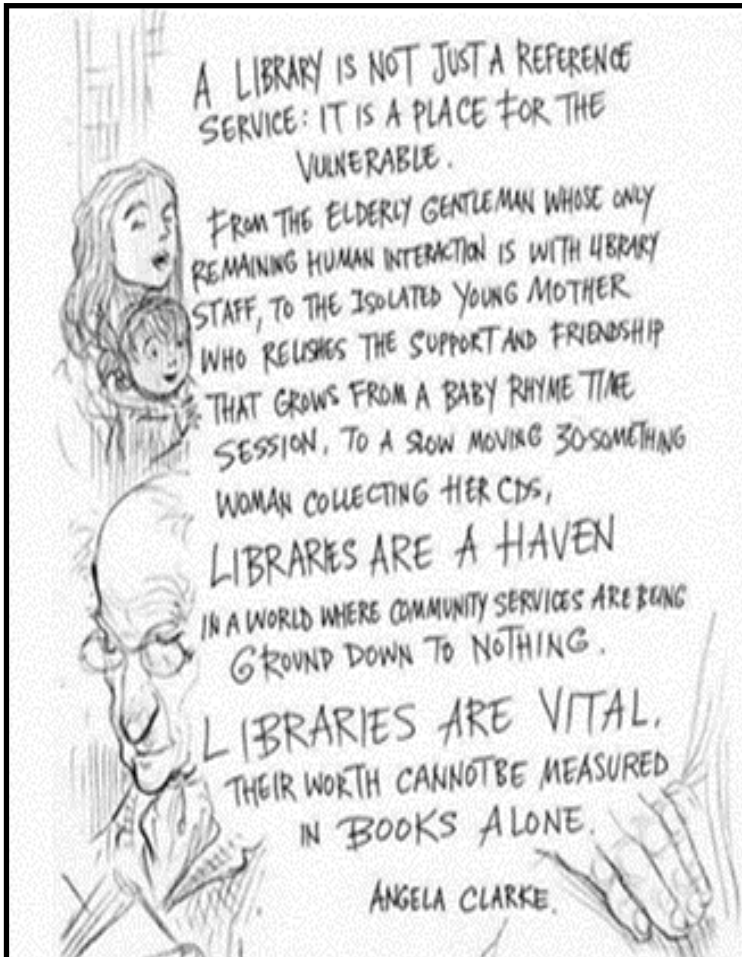 A LIBRARY IS NOT JUST A REFERENCE
SERVICE: IT IS A PLACE FOR THE
VULNERABLE.
FROM THE ELDERLY GENTLEMAN WHOSE ONLY
REMAINING HUMAN INTERACTION IS WITH LIBRARY
STAFF, TO THE ISOLATED YOUNG MOTHER
WHO RELISHES THE SUPPORT AND FRIENDSHIP
THAT GROWS FROM A BABY RHYME TIME
SESSION, TO A SLOW MOVING 30-SOMETHING
WOMAN COLLECTING HER CDS,
LIBRARIES ARE A HAVEN
IN A WORLD WHERE COMMUNITY SERVICES ARE BEING
GROUND DOWN TO NOTHING.
LIBRARIES ARE VITAL.
THEIR WORTH CANNOT BE MEASURED
IN BOOKS ALONE.
ANGELA CLARKE.